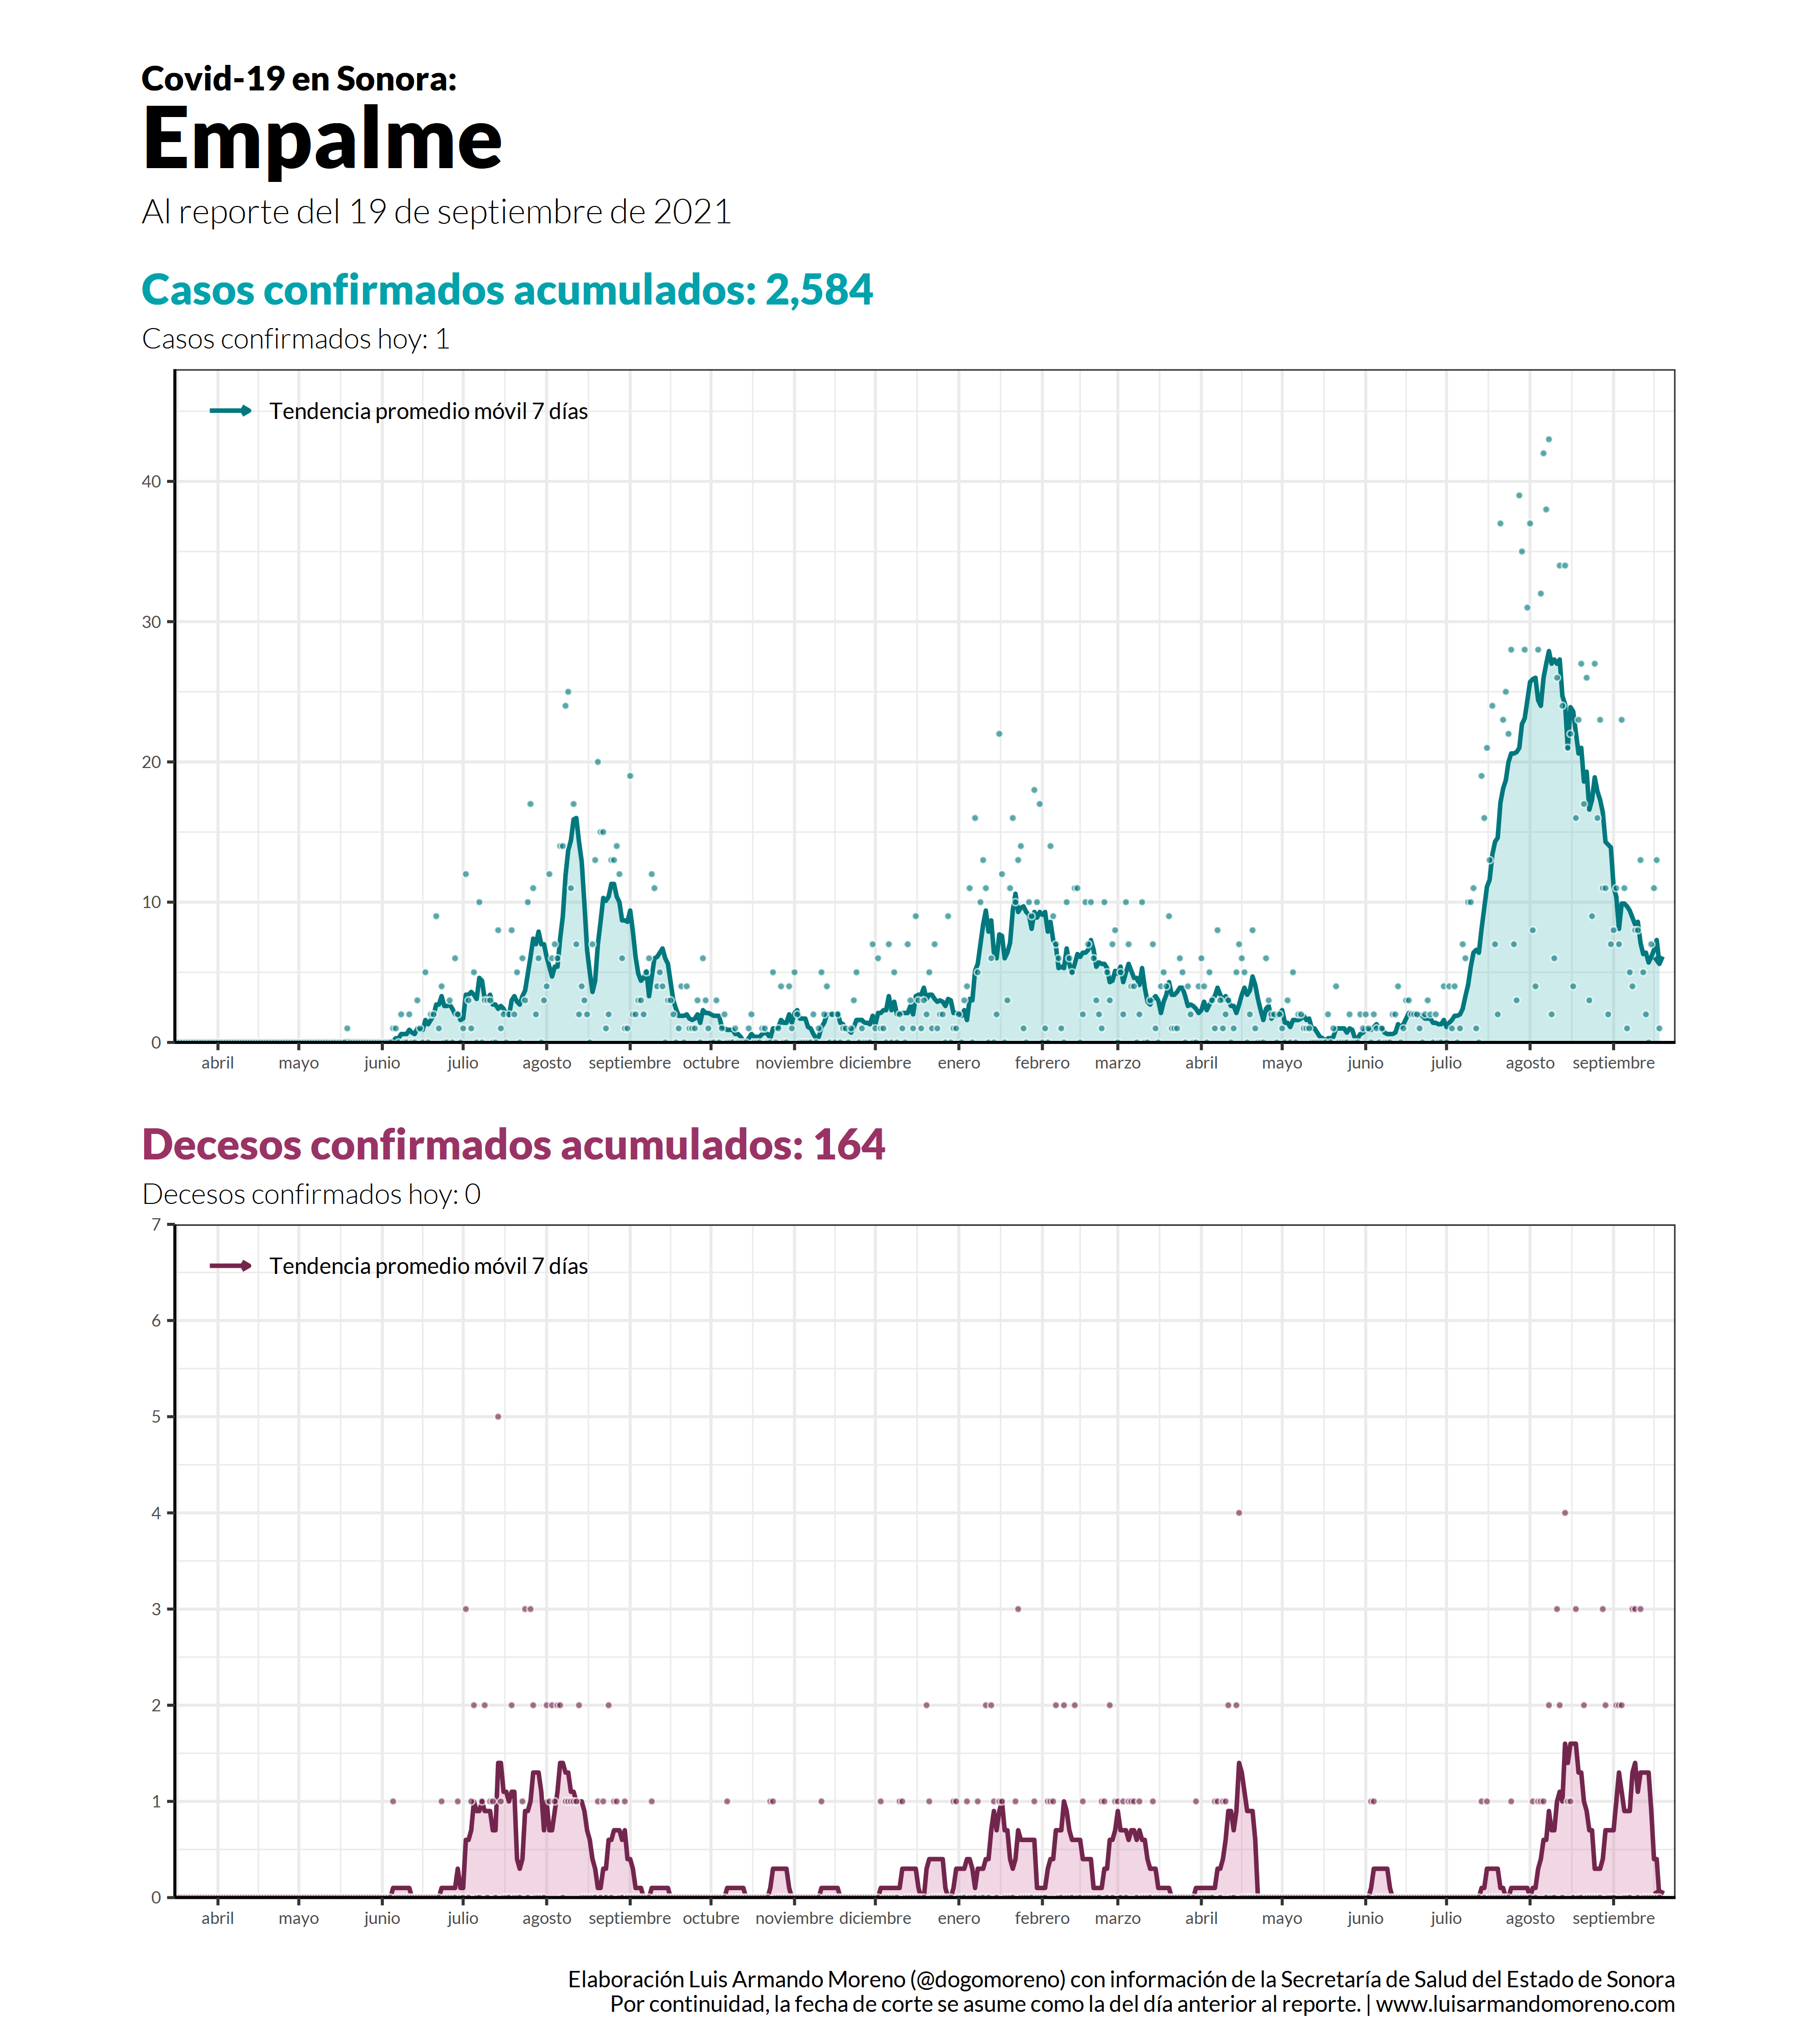 Covid-19 en Sonora:
Empalme
Al reporte del 19 de septiembre de 2021
Casos confirmados acumulados: 2,584
Casos confirmados hoy: 1
Tendencia promedio móvil 7 días
40
30
20
10
0
abril mayo junio julio agosto septiembre octubre noviembre diciembre enero febrero marzo abril mayo junio julio agosto septiembre
Decesos confirmados acumulados: 164
Decesos confirmados hoy: 0
7
Tendencia promedio móvil 7 días
6
5
4
3
2
1
0
abril mayo junio julio agosto septiembre octubre noviembre diciembre enero febrero marzo abril mayo junio julio agosto septiembre
Elaboración Luis Armando Moreno (@dogomoreno) con información de la Secretaría de Salud del Estado de Sonora
Por continuidad, la fecha de corte se asume como la del día anterior al reporte. | www.luisarmandomoreno.com